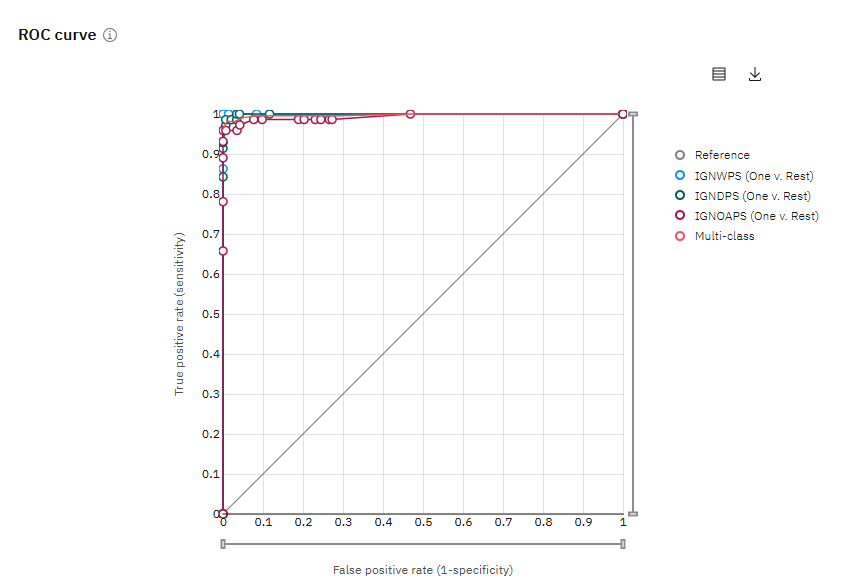 ROC curve
Reference
IGNWPS (One v. Rest)
IGNDPS (One v. Rest)
IGNOAPS (One v. Rest)
Multi-class
True positive rate (sensitivity)
1
0.9
0.8
0.7
0.6
0.5
0.4
0.3
0.2
0.1
0
0 0.1 0.2 0.3 0.4 0.5 0.6 0.7 0.8 0.9 1
False positive rate (1-specificity)